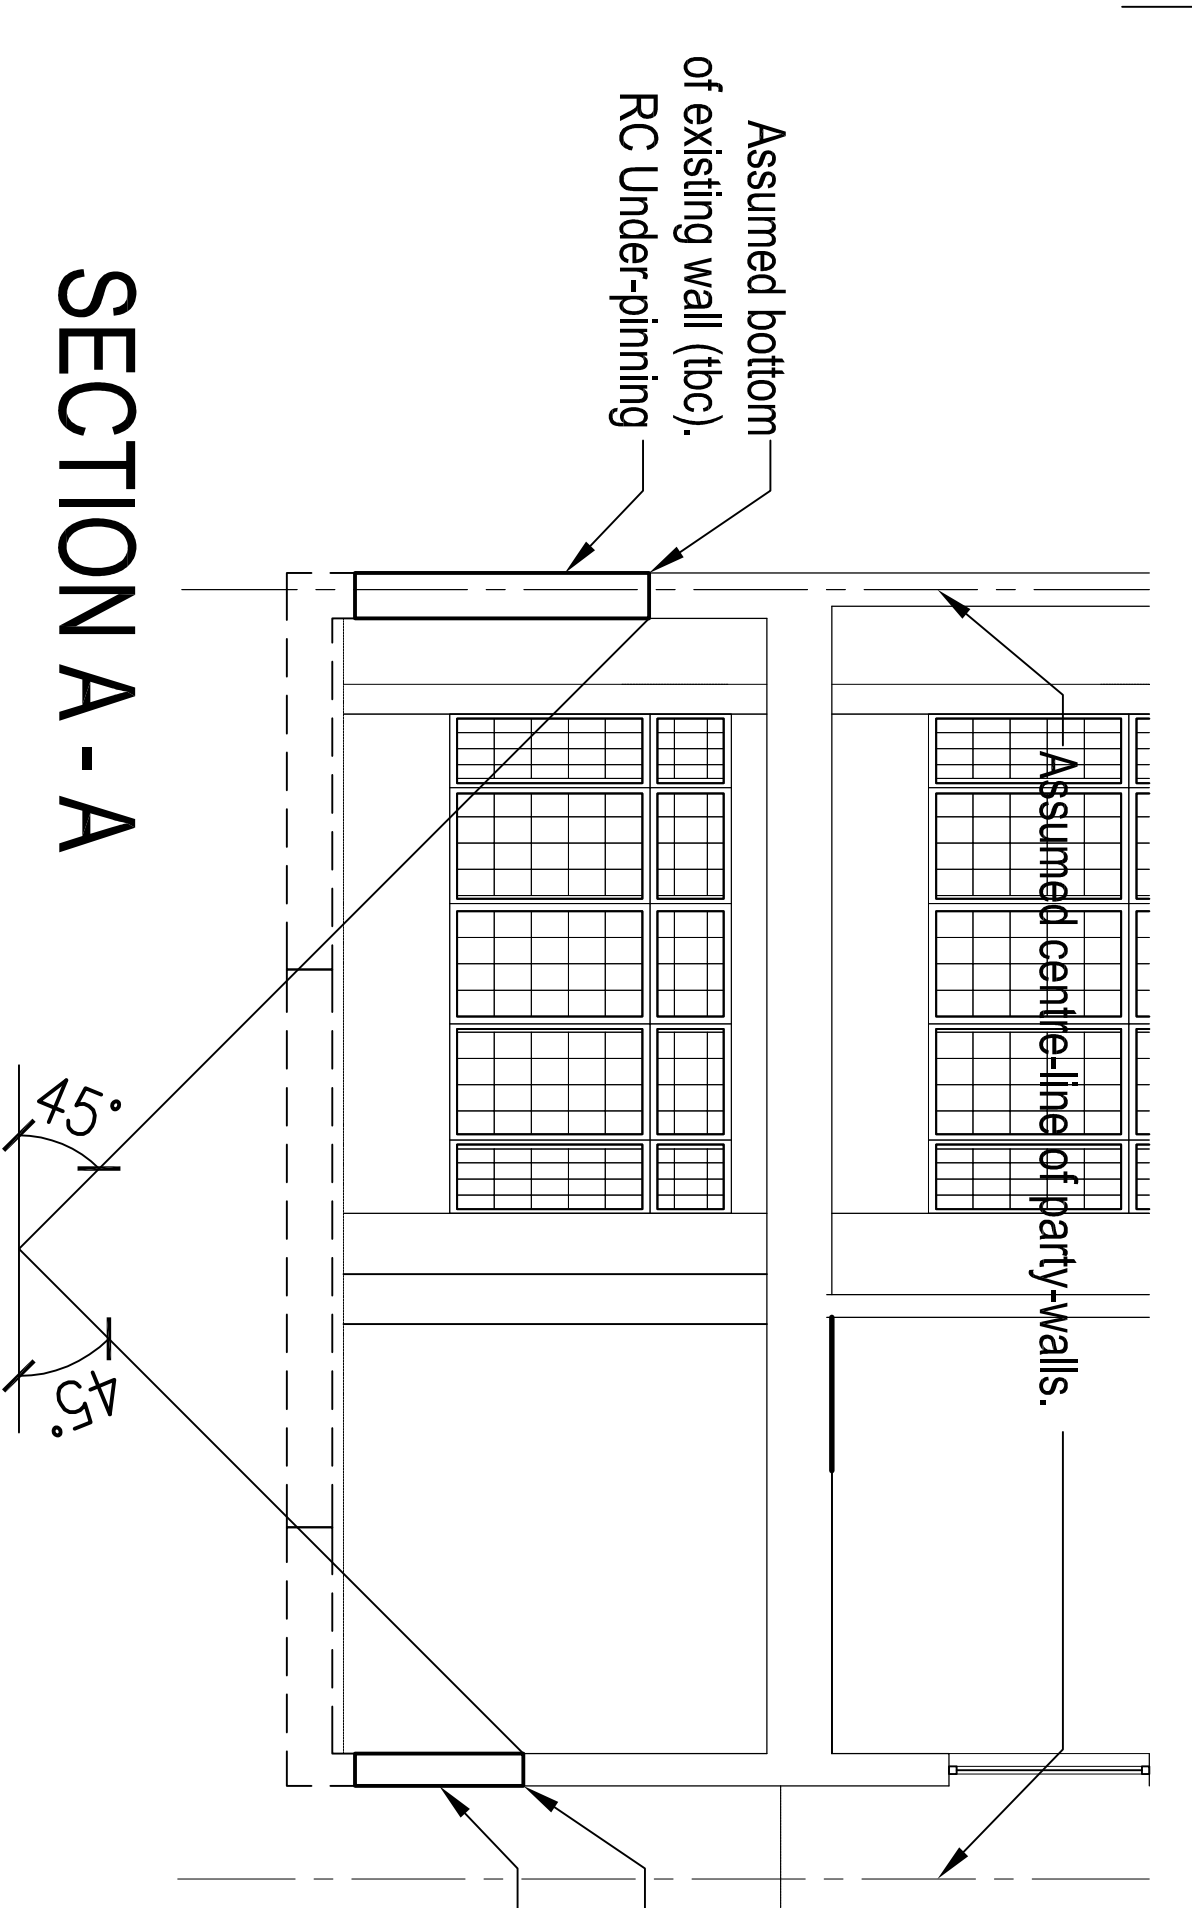 Assumed bottom
of existing wall (tbc).
RC Under-pinning
Assumed centre-line of party-walls.
45°
45°
SECTION A - A